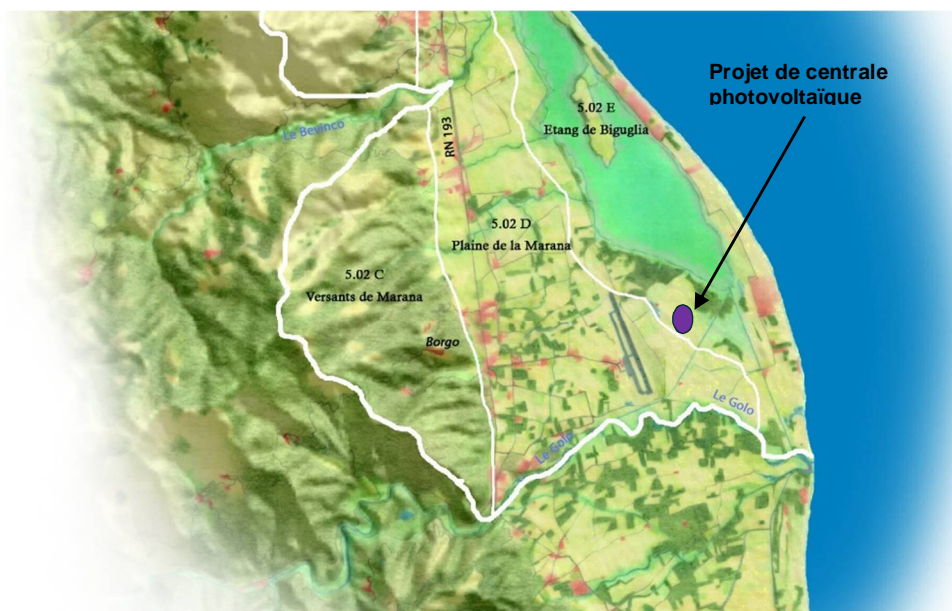 Projet de centrale
photovoltaïque
5.02 E
Etang de Biguglia
Le Bevinco
RN 193
5.02 D
Plaine de la Marana
5.02 C
Versants de Marana
Borgo
Le Golo
Le Golo